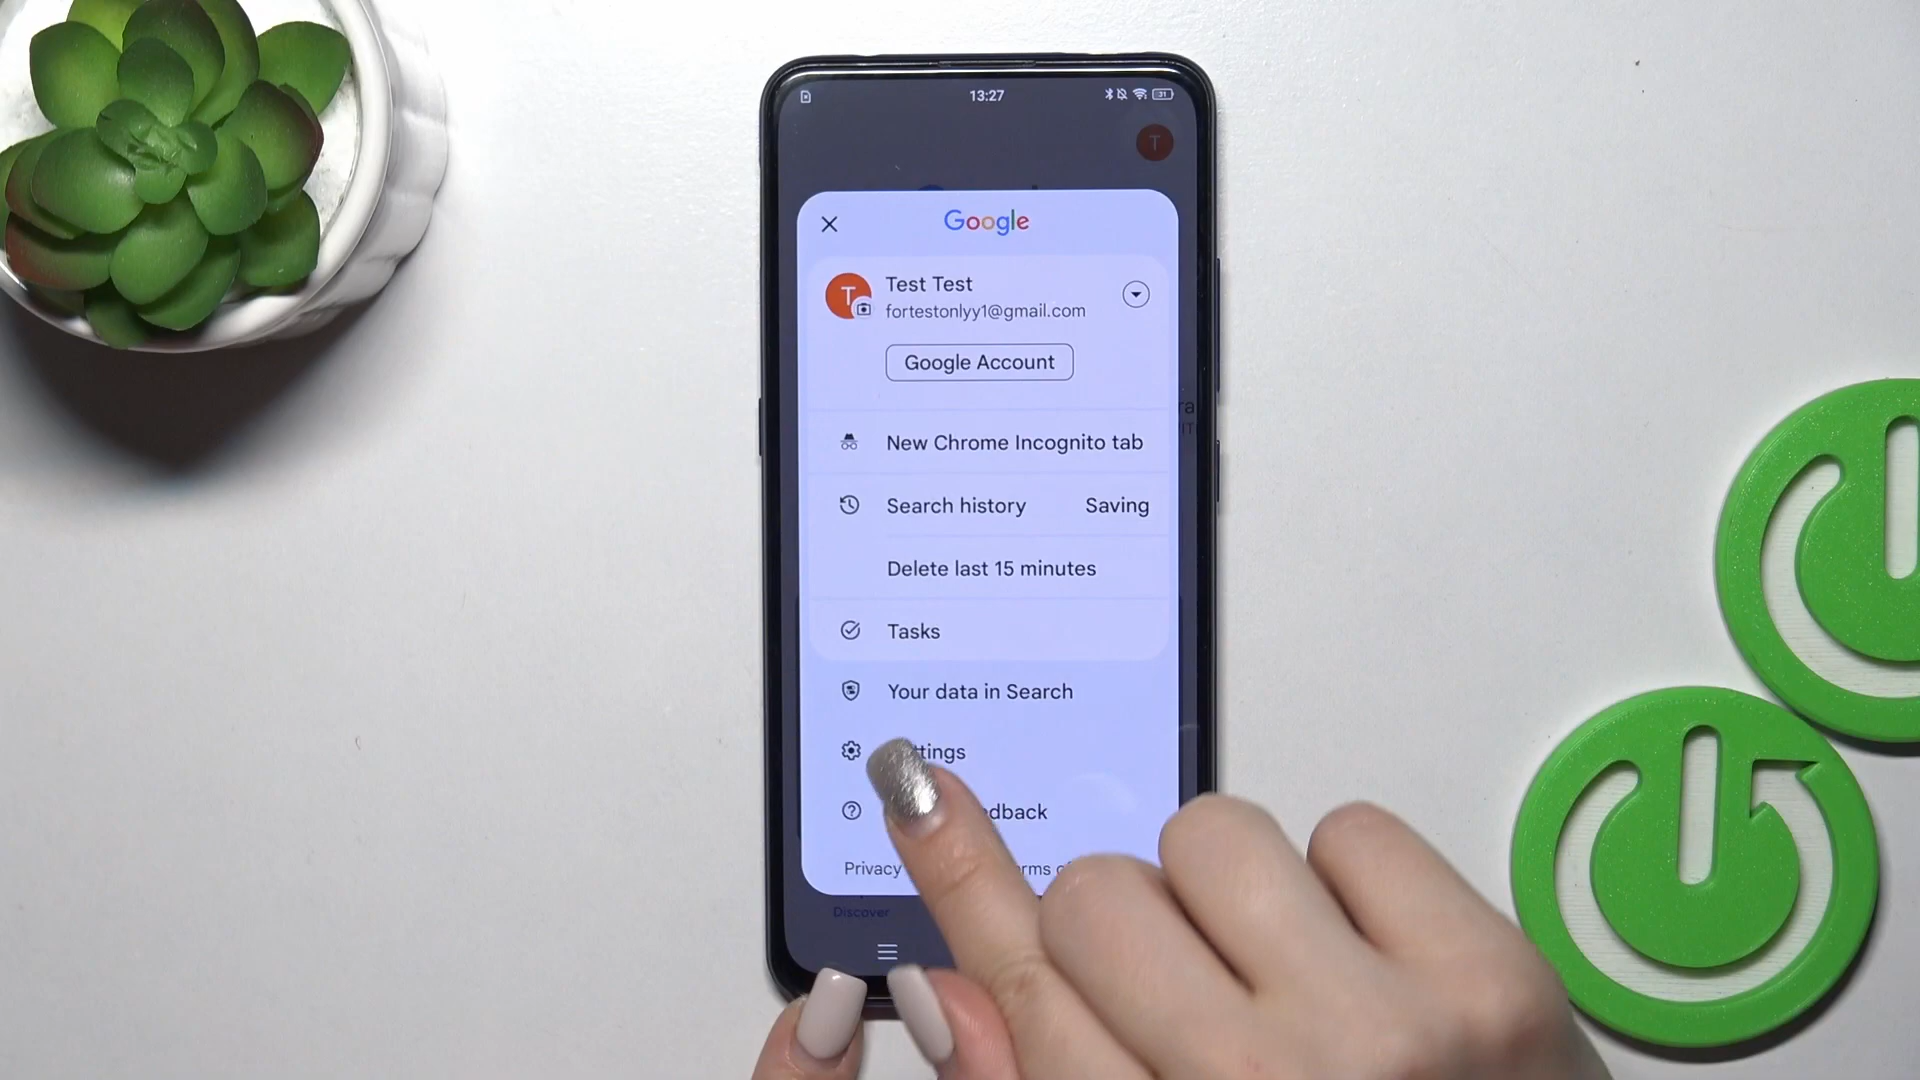 13:27
31
T
Google
T
Test Test
fortestonlyy1@gmail.com
Google Account
New Chrome Incognito tab
Search history Saving
Delete last 15 minutes
Tasks
Your data in Search
Privacy
Discover